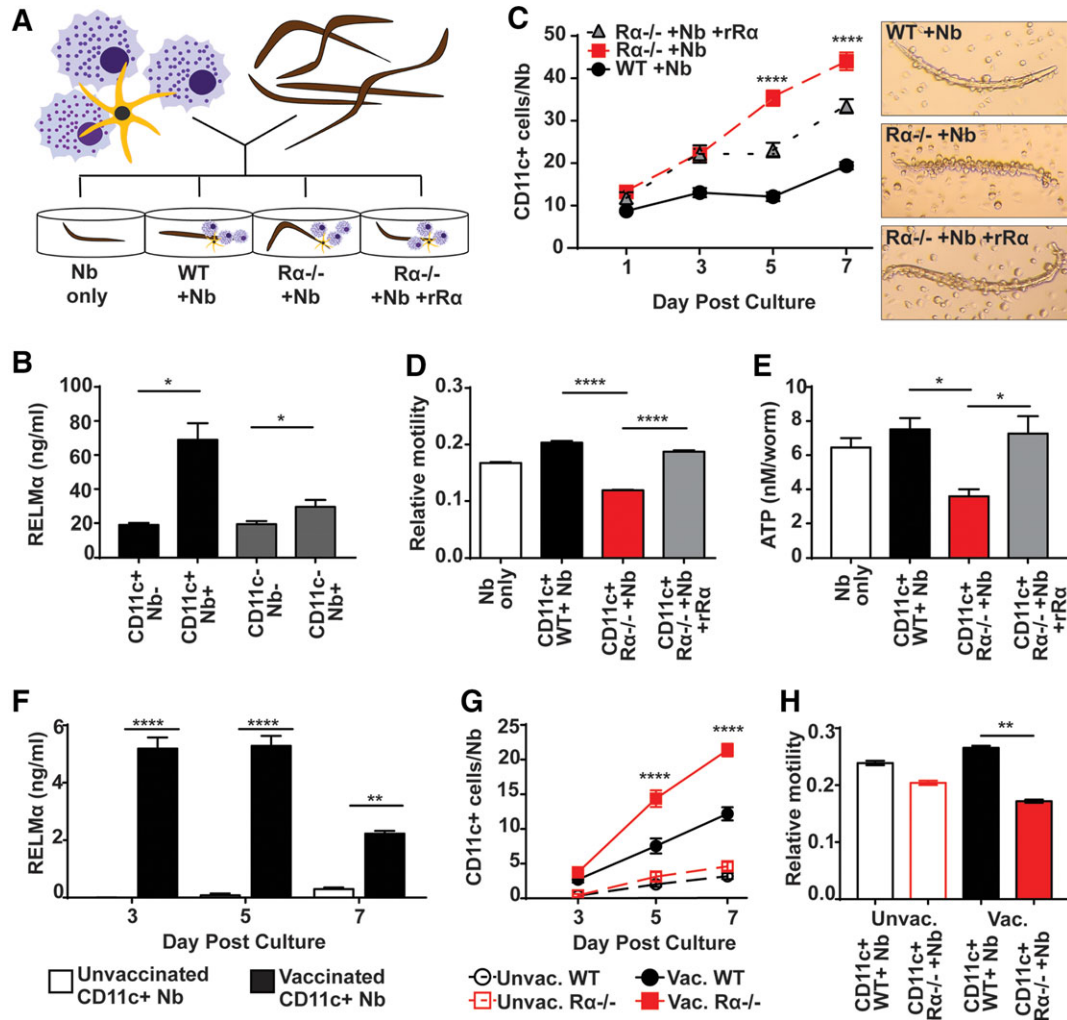 A
Nb
only
WT
+Nb
Rα-/-
+Nb
Rα-/-
+Nb +rRα
C
Rα-/- +Nb +rRα
Rα-/- +Nb
WT +Nb
CD11c+ cells/Nb
50
40
30
20
10
0
****
****
1 3 5 7
Day Post Culture
WT +Nb
Rα-/- +Nb
Rα-/- +Nb +rRα
B
RELMα (ng/ml)
100
80
60
40
20
0
*
*
CD11c+
Nb-
CD11c+
Nb+
CD11c-
Nb-
CD11c-
Nb+
D
Relative motility
0.3
0.2
0.1
0.0
****
****
Nb
only
CD11c+
WT+ Nb
CD11c+
Rα-/- +Nb
CD11c+
Rα-/- +Nb
+rRα
E
ATP (nM/worm)
10
8
6
4
2
0
*
*
Nb
only
CD11c+
WT+ Nb
CD11c+
Rα-/- +Nb
CD11c+
Rα-/- +Nb
+rRα
F
RELMα (ng/ml)
6
4
2
0
****
****
**
3 5 7
Day Post Culture
Unvaccinated
CD11c+ Nb
Vaccinated
CD11c+ Nb
G
CD11c+ cells/Nb
25
20
15
10
5
0
****
****
3 5 7
Day Post Culture
Unvac. WT
Vac. WT
Unvac. Rα-/-
Vac. Rα-/-
H
Relative motility
0.3
0.2
0.1
0.0
**
Unvac.
Vac.
CD11c+
WT+ Nb
CD11c+
Rα-/- +Nb
CD11c+
WT+ Nb
CD11c+
Rα-/- +Nb